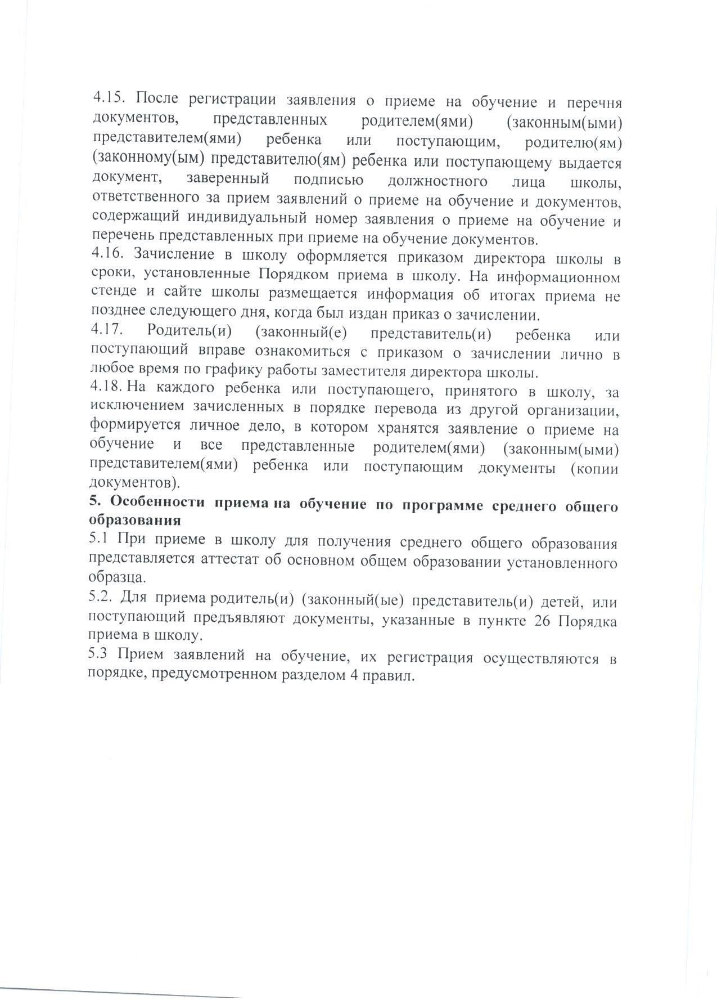 4.15. После регистрации заявления о приеме на обучение и перечня
документов, представленных родителем(ями) (законным(ыми)
представителем(ями) ребенка или поступающим, родителю(ям)
(законному(ым) представителю(ям) ребенка или поступающему выдается
документ, заверенный подписью должностного лица школы,
ответственного за прием заявлений о приеме на обучение и документов,
содержащий индивидуальный номер заявления о приеме на обучение и
перечень представленных при приеме на обучение документов.
4.16. Зачисление в школу оформляется приказом директора школы в
сроки, установленные Порядком приема в школу. На информационном
стенде и сайте школы размещается информация об итогах приема не
позднее следующего дня, когда был издан приказ о зачислении.
4.17. Родитель(и) (законный(е) представитель(и) ребенка или
поступающий вправе ознакомиться с приказом о зачислении лично в
любое время по графику работы заместителя директора школы.
4.18. На каждого ребенка или поступающего, принятого в школу, за
исключением зачисленных в порядке перевода из другой организации,
формируется личное дело, в котором хранятся заявление о приеме на
обучение и все представленные родителем(ями) (законным(ыми)
представителем(ями) ребенка или поступающим документы (копии
документов).
5. Особенности приема на обучение по программе среднего общего
образования
5.1 При приеме в школу для получения среднего общего образования
представляется аттестат об основном общем образовании установленного
образца.
5.2. Для приема родитель(и) (законный(ые) представитель(и) детей, или
поступающий предъявляют документы, указанные в пункте 26 Порядка
приема в школу.
5.3 Прием заявлений на обучение, их регистрация осуществляются в
порядке, предусмотренном разделом 4 правил.